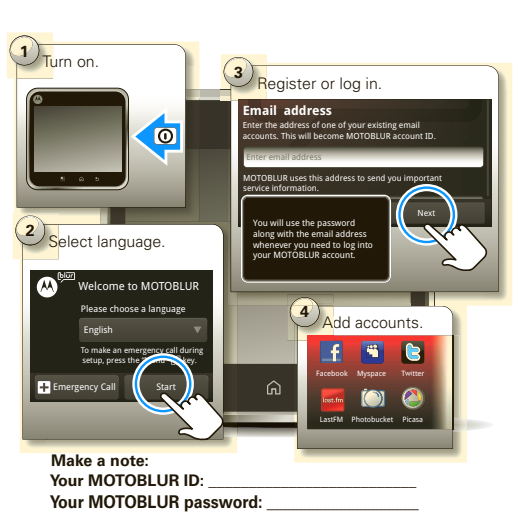 1
Turn on.
2
Select language.
blur
Welcome to MOTOBLUR
Please choose a language
English
To make an emergency call during
setup, press the key.
Emergency Call
Start
3
Register or log in.
Email address
Enter the address of one of your existing email
accounts. This will become MOTOBLUR account ID.
Enter email address
MOTOBLUR uses this address to send you important
service information.
You will use the password
along with the email address
whenever you need to log into
your MOTOBLUR account.
Next
4
Add accounts.
Facebook Myspace Twitter
last.fm
LastFM Photobucket Picasa
Make a note:
Your MOTOBLUR ID: __________________________
Your MOTOBLUR password: ___________________